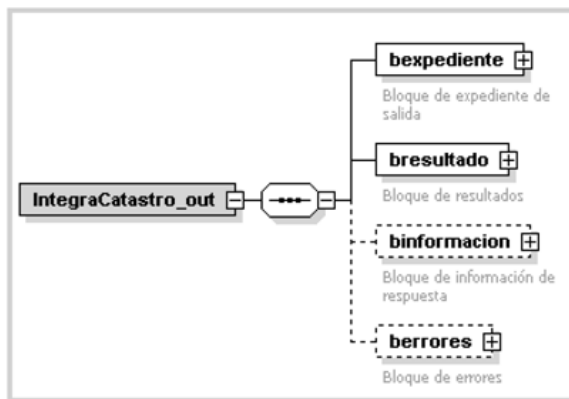 bexpediente
Bloque de expediente de
salida
bresultado
Bloque de resultados
IntegraCatastro_out
binformacion
Bloque de información de
respuesta
berrores
Bloque de errores